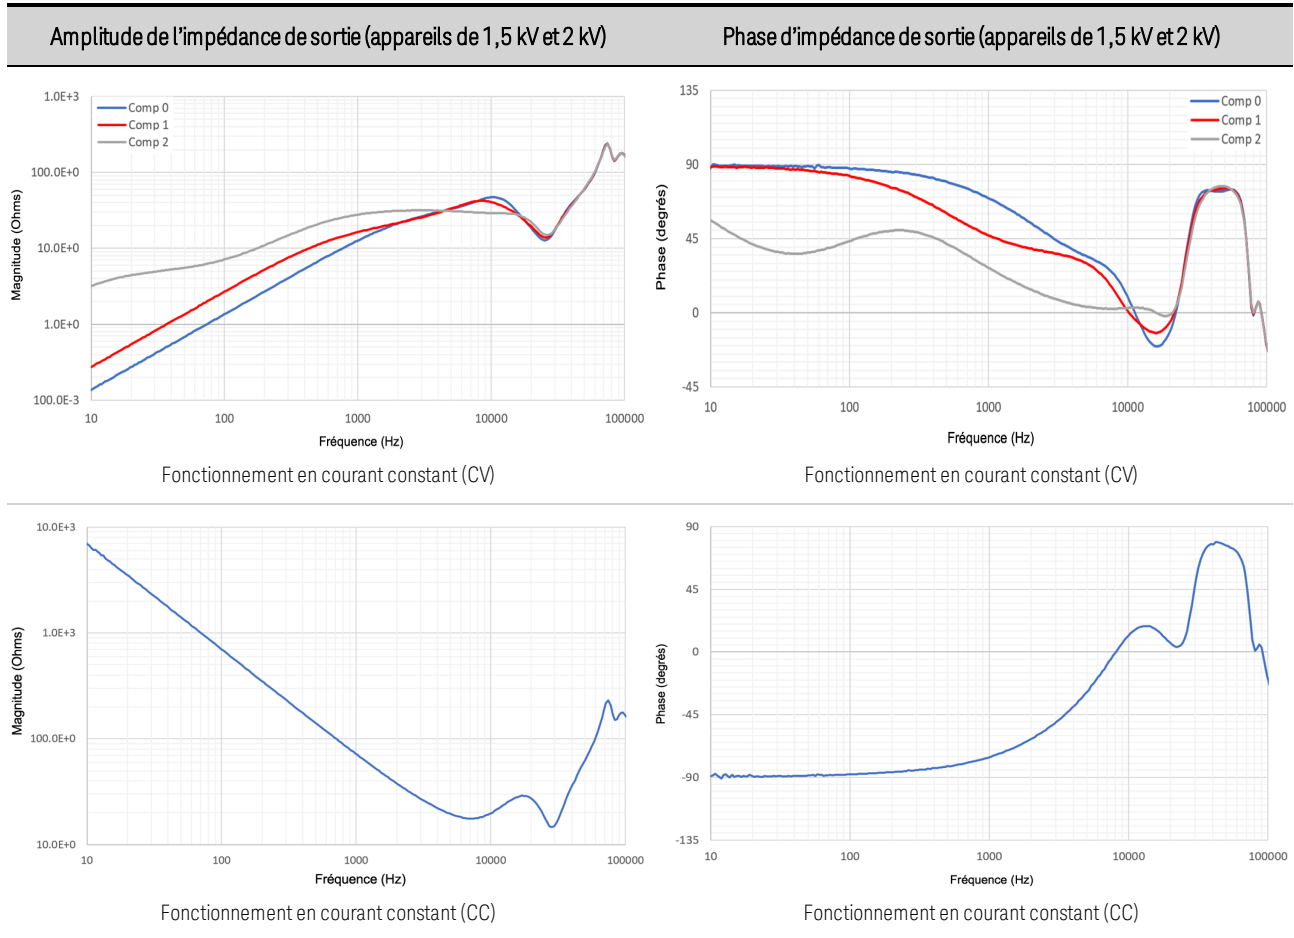 Amplitude de l'impédance de sortie (appareils de 1,5 kV et 2 kV)
Phase d'impédance de sortie (appareils de 1,5 kV et 2 kV)
1.0E+3
100.0E+0
10.0E+0
1.0E+0
100.0E-3
Magnitude (Ohms)
Comp 0
Comp 1
Comp 2
10 100 1000 10000 100000
Fréquence (Hz)
Fonctionnement en courant constant (CV)
135
90
45
0
-45
Phase (degrés)
Comp 0
Comp 1
Comp 2
10 100 1000 10000 100000
Fréquence (Hz)
Fonctionnement en courant constant (CV)
10.0E+3
1.0E+3
100.0E+0
10.0E+0
Magnitude (Ohms)
10 100 1000 10000 100000
Fréquence (Hz)
Fonctionnement en courant constant (CC)
90
45
0
-45
-90
-135
Phase (degrés)
10 100 1000 10000 100000
Fréquence (Hz)
Fonctionnement en courant constant (CC)